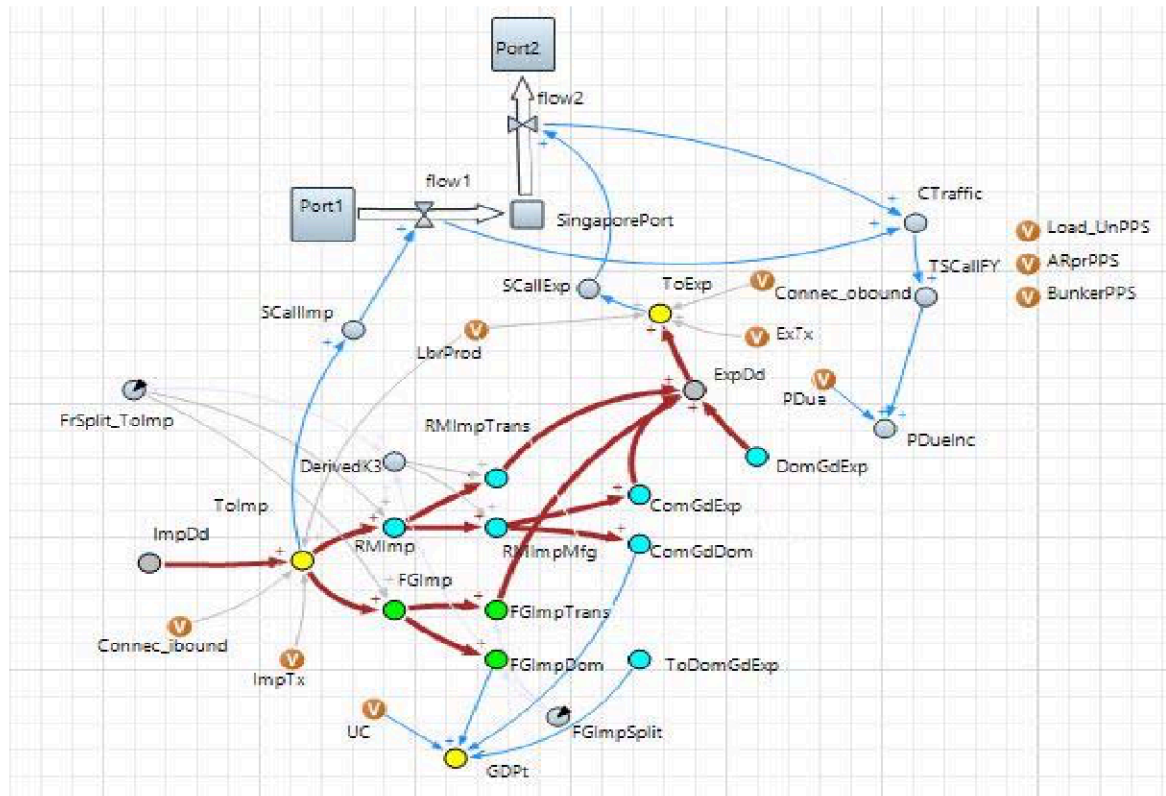 Port2
flow2
flow1
Port1
CTraffic
SingaporePort
Load_UnPPS
TSCallFY
ARprPPS
SCallExp
ToExp
Connec_obound
BunkerPPS
SCallImp
LbrProd
ExTx
ExpDd
PDue
FrSplit_ToImp
RMImpTrans
PDueInc
DerivedK3
DomGdExp
ToImp
ComGdExp
ImpDd
RMImp
RMImpMfg
ComGdDom
FGImp
FGImpTrans
Connec_ibound
FGImpDom
ToDomGdExp
ImpTx
UC
FGImpSplit
GDPt
V
V
V
V
V
V
V
V
V
V